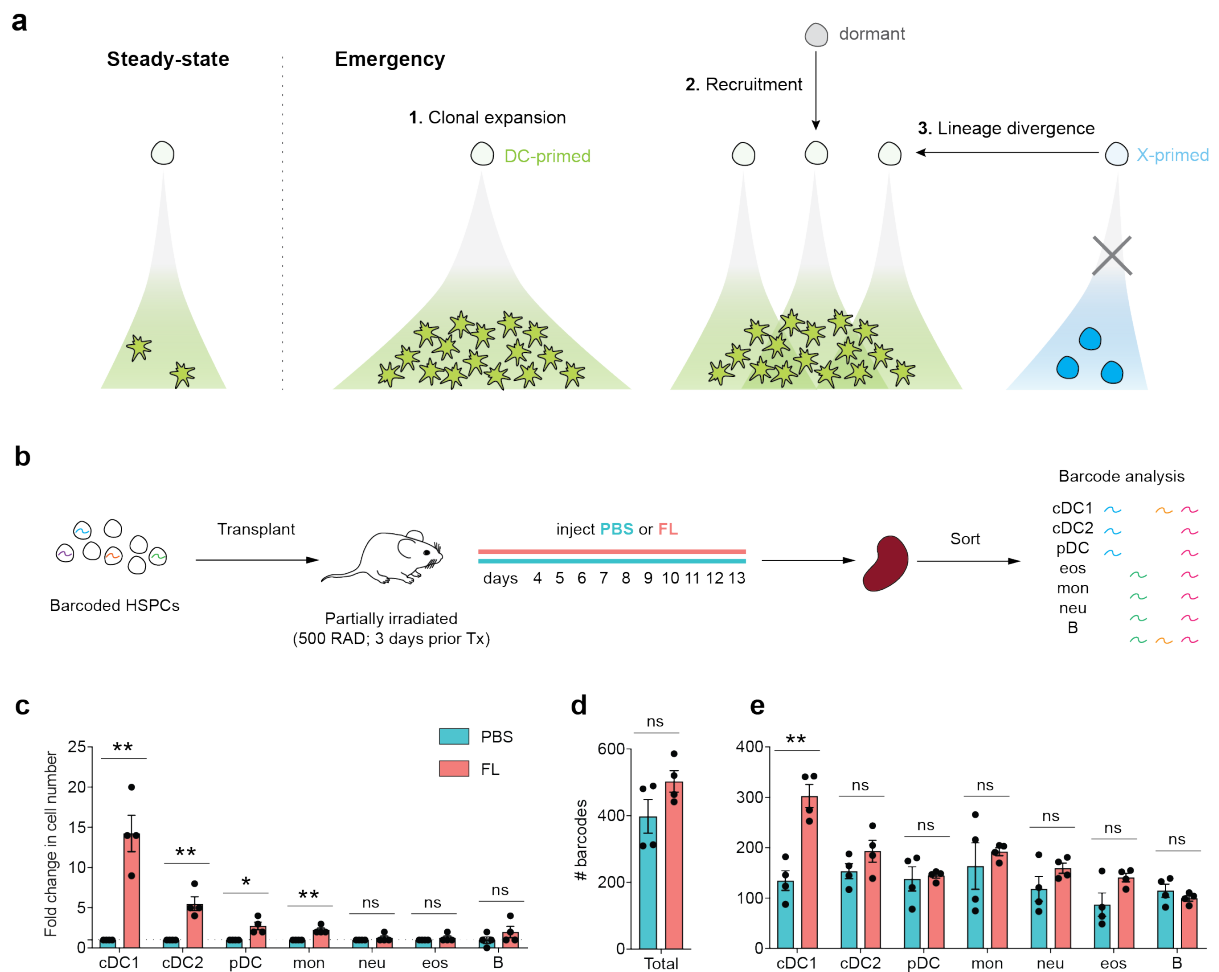 a
Steady-state
Emergency
dormant
2. Recruitment
1. Clonal expansion
3. Lineage divergence
DC-primed
X-primed
b
Barcode analysis
Transplant
inject PBS or FL
Sort
days 4 5 6 7 8 9 10 11 12 13
Barcoded HSPCs
Partially irradiated
(500 RAD; 3 days prior Tx)
cDC1
cDC2
pDC
eos
mon
neu
B
c
Fold change in cell number
25
20
15
10
5
0
** ** * ** ns ns ns
PBS
FL
cDC1 cDC2 pDC mon neu eos B
d
# barcodes
600
400
200
0
ns
Total
e
400
300
200
100
0
** ns ns ns ns ns ns
cDC1 cDC2 pDC mon neu eos B